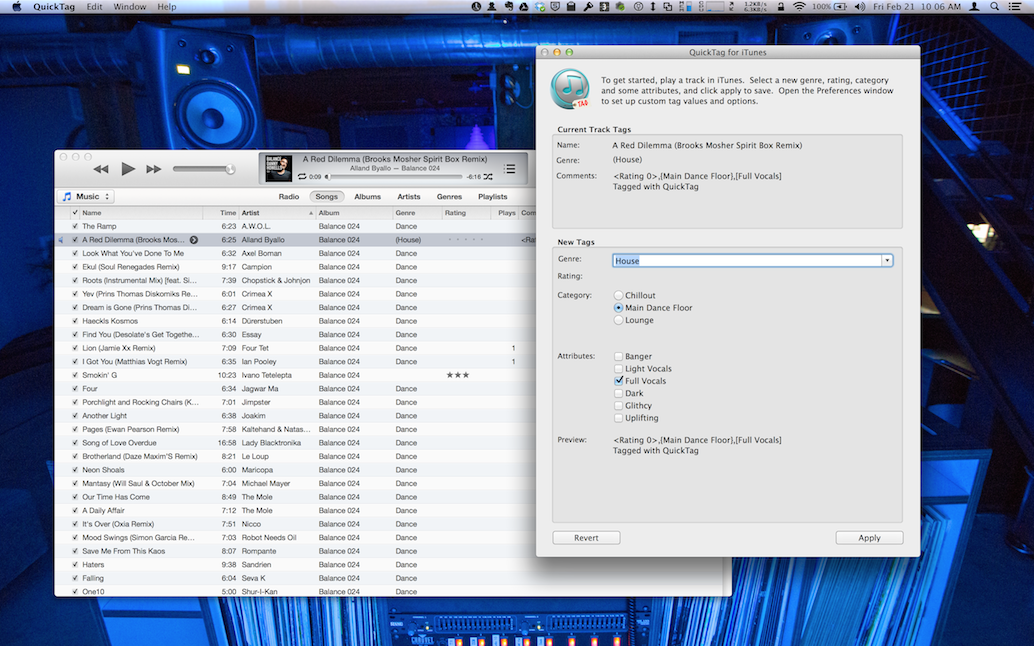 QuickTag Edit Window Help
1.2KB/s
6.3KB/s
100%
Fri Feb 21 10:06 AM
A Red Dilemma (Brooks Mosher Spirit Box Remix)
Alland Byallo — Balance 024
0:09 -6:16
Music Radio Songs Albums Artists Genres Playlists
Name Time Artist Album Genre Rating Plays Com
The Ramp 6:23 A.W.O.L. Balance 024 Dance
A Red Dilemma (Brooks Mos... 6:25 Alland Byallo Balance 024 (House) <Rat
Look What You've Done To Me 6:32 Axel Boman Balance 024 Dance
Ekul (Soul Renegades Remix) 9:17 Campion Balance 024 Dance
Roots (Instrumental Mix) [feat. Si... 7:39 Chopstick & Johnjon Balance 024 Dance
Yev (Prins Thomas Diskomiks Re... 6:01 Crimea X Balance 024 Dance
Dream is Gone (Prins Thomas Di... 6:27 Crimea X Balance 024 Dance
Haeckls Kosmos 6:14 Dürerstuben Balance 024 Dance
Find You (Desolate's Get Togethe... 6:30 Essay Balance 024 Dance
Lion (Jamie Xx Remix) 7:09 Four Tet Balance 024 Dance 1
I Got You (Matthias Vogt Remix) 6:35 Ian Pooley Balance 024 Dance 1
Smokin' G 10:23 Ivano Tetelepta Balance 024 ★★★
Four 6:34 Jagwar Ma Balance 024 Dance
Porchlight and Rocking Chairs (K... 7:01 Jimpster Balance 024 Dance
Another Light 6:38 Joakim Balance 024 Dance
Pages (Ewan Pearson Remix) 7:58 Kaltehand & Natas... Balance 024 Dance
Song of Love Overdue 16:58 Lady Blacktronika Balance 024 Dance
Brotherland (Daze Maxim'S Remix) 8:21 Le Loup Balance 024 Dance
Neon Shoals 6:00 Maricopa Balance 024 Dance
Mantasy (Will Saul & October Mix) 7:04 Michael Mayer Balance 024 Dance
Our Time Has Come 8:49 The Mole Balance 024 Dance
A Daily Affair 7:12 The Mole Balance 024 Dance
It's Over (Oxia Remix) 7:51 Nicco Balance 024 Dance
Mood Swings (Simon Garcia Re... 7:03 Robot Needs Oil Balance 024 Dance
Save Me From This Kaos 8:07 Rompante Balance 024 Dance
Haters 9:38 Sandrien Balance 024 Dance
Falling 6:04 Seva K Balance 024 Dance
One10 5:00 Shur-I-Kan Balance 024 Dance
QuickTag for iTunes
TAG
To get started, play a track in iTunes. Select a new genre, rating, category
and some attributes, and click apply to save. Open the Preferences window
to set up custom tag values and options.
Current Track Tags
Name: A Red Dilemma (Brooks Mosher Spirit Box Remix)
Genre: (House)
Comments: <Rating 0>,[Main Dance Floor],[Full Vocals]
Tagged with QuickTag
New Tags
Genre: House
Rating:
Category: Chillout
Main Dance Floor
Lounge
Attributes: Banger
Light Vocals
Full Vocals
Dark
Glithcy
Uplifting
Preview: <Rating 0>,[Main Dance Floor],[Full Vocals]
Tagged with QuickTag
Revert Apply